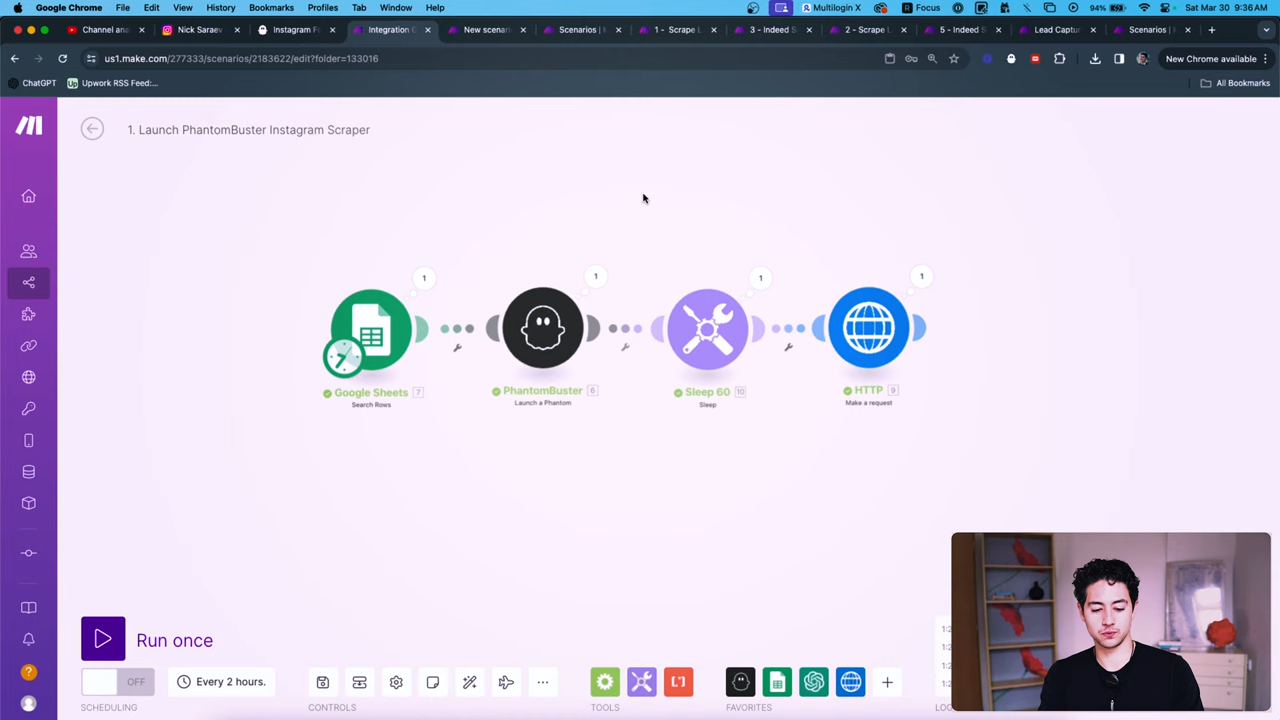 Google Chrome File Edit View History Bookmarks Profiles Tab Window Help Multilogin X Focus 94% Sat Mar 30 9:36AM
Channel ana Nick Saraev Instagram F Integration New scenari Scenarios | M 1 - Scrape L 3 - Indeed S 2 - Scrape L 5 - Indeed S Lead Captur Scenarios | M
us1.make.com/277333/scenarios/2183622/edit?folder=133016 New Chrome available
ChatGPT Upwork RSS Feed:... All Bookmarks
1. Launch PhantomBuster Instagram Scraper
1 1 1 1
Google Sheets 7
Search Rows
PhantomBuster 6
Launch a Phantom
Sleep 60 10
Sleep
HTTP 9
Make a request
Run once
OFF Every 2 hours.
SCHEDULING CONTROLS TOOLS FAVORITES